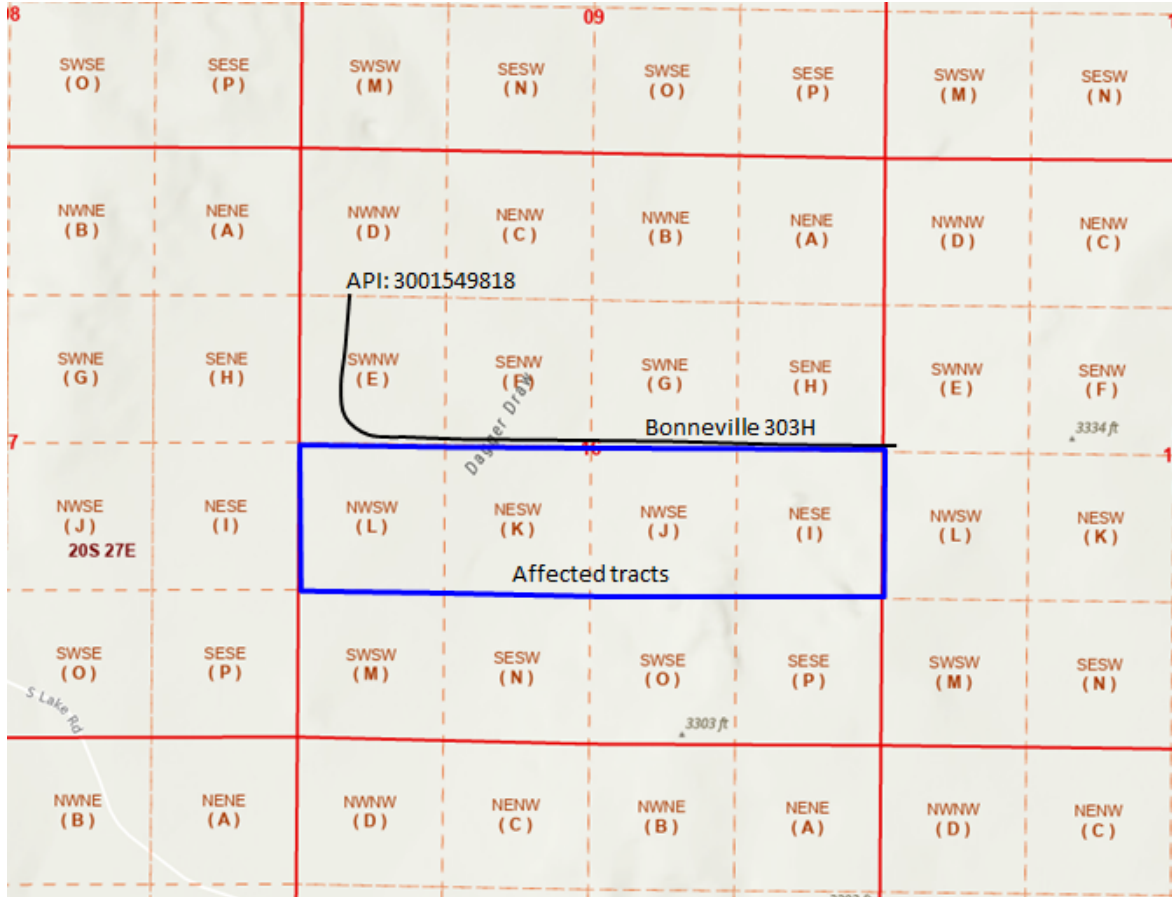 08
09
SWSE
(O)
SESE
(P)
SWSW
(M)
SESW
(N)
SWSE
(O)
SESE
(P)
SWSW
(M)
SESW
(N)
NWNE
(B)
NENE
(A)
NWNW
(D)
NENW
(C)
NWNE
(B)
NENE
(A)
NWNW
(D)
NENW
(C)
API: 3001549818
SWNE
(G)
SENE
(H)
SWNW
(E)
SENW
(F)
SWNE
(G)
SENE
(H)
SWNW
(E)
SENW
(F)
Dagger Draw
Bonneville 303H
3334 ft
7
NWSE
(J)
NESE
(I)
NWSW
(L)
NESW
(K)
NWSE
(J)
NESE
(I)
NWSW
(L)
NESW
(K)
20S 27E
Affected tracts
SWSE
(O)
SESE
(P)
SWSW
(M)
SESW
(N)
SWSE
(O)
SESE
(P)
SWSW
(M)
SESW
(N)
S Lake Rd
3303 ft
NWNE
(B)
NENE
(A)
NWNW
(D)
NENW
(C)
NWNE
(B)
NENE
(A)
NWNW
(D)
NENW
(C)